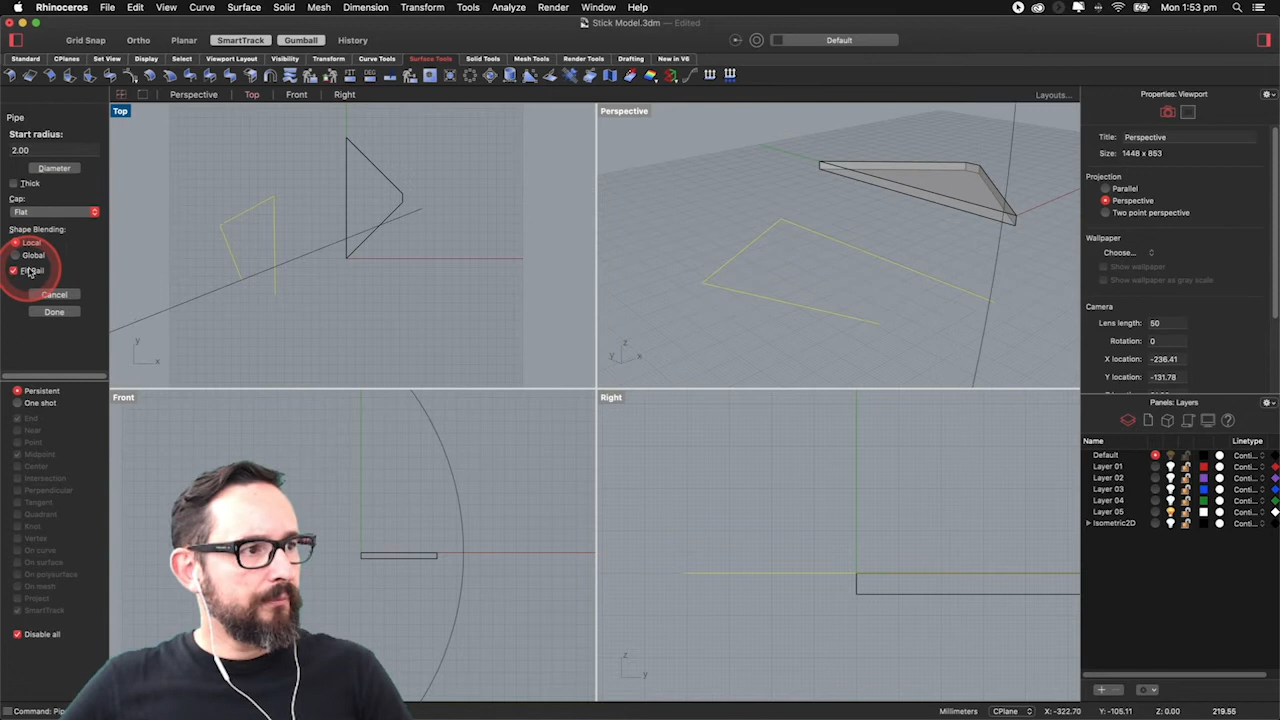 Rhinoceros File Edit View Curve Surface Solid Mesh Dimension Transform Tools Analyze Render Window Help Mon 1:53 pm
Stick Model.3dm — Edited
Grid Snap Ortho Planar SmartTrack Gumball History Default
Standard CPlanes Set View Display Select Viewport Layout Visibility Transform Curve Tools Surface Tools Solid Tools Mesh Tools Render Tools Drafting New in V6
Perspective Top Front Right Layouts...
Pipe
Start radius:
2.00
Diameter
Thick
Cap:
Flat
Shape Blending:
Local
Global
Cancel
Done
Persistent
One shot
End
Near
Point
Midpoint
Center
Intersection
Perpendicular
Tangent
Quadrant
Knot
Vertex
On curve
On surface
On polysurface
On mesh
Project
SmartTrack
Disable all
Top
y
x
Perspective
z
y
x
Front
Right
z
y
Properties: Viewport
Title: Perspective
Size: 1448 x 853
Projection
Parallel
Perspective
Two point perspective
Wallpaper
Choose...
Show wallpaper
Show wallpaper as gray scale
Camera
Lens length: 50
Rotation: 0
X location: -236.41
Y location: -131.78
Panels: Layers
Name Linetype
Default Conti...
Layer 01 Conti...
Layer 02 Conti...
Layer 03 Conti...
Layer 04 Conti...
Layer 05 Conti...
Isometric2D Conti...
Command: Pip
Millimeters CPlane X: -322.70 Y: -105.11 Z: 0.00 219.55